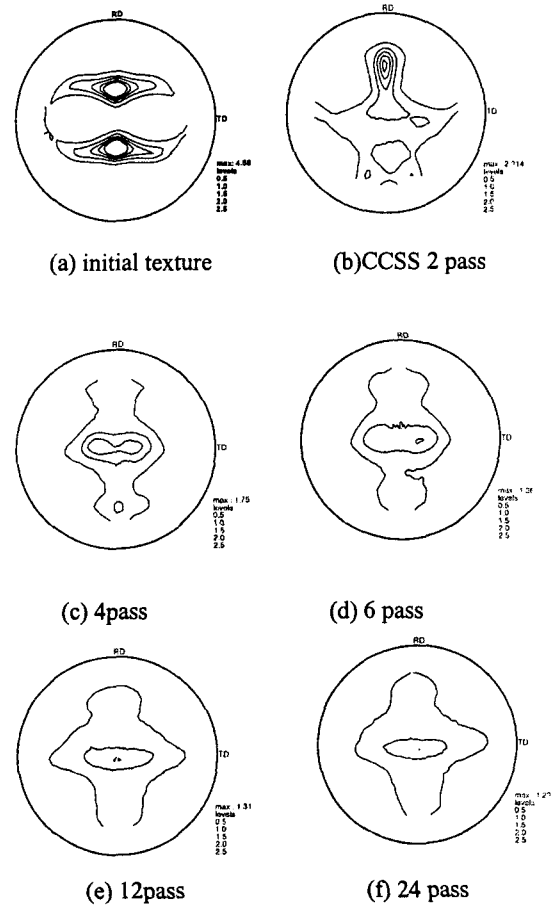 RD
TD
max: 4.68
levels
0.5
1.0
1.5
2.0
2.5
(a) initial texture
RD
TD
levels
0.5
1.0
1.5
2.0
2.5
(b)CCSS 2 pass
RD
TD
max : 1.75
levels
0.5
1.0
1.5
2.0
2.5
(c) 4pass
RD
TD
levels
0.5
1.0
1.5
2.0
2.5
(d) 6 pass
RD
TD
max : 1.31
levels
0.5
1.0
1.5
2.0
2.5
(e) 12pass
RD
TD
levels
0.5
1.0
1.5
2.0
2.5
(f) 24 pass